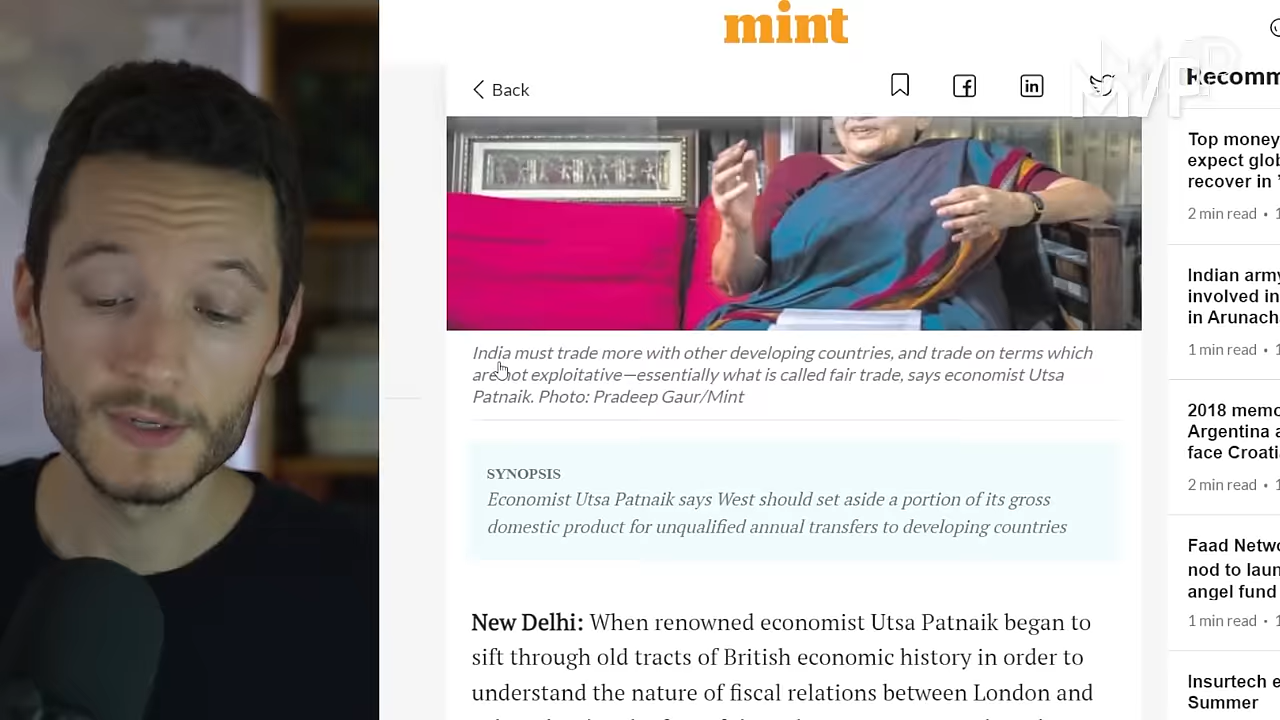 mint
Back
MVP
Recomm
India must trade more with other developing countries, and trade on terms which
are not exploitative—essentially what is called fair trade, says economist Utsa
Patnaik. Photo: Pradeep Gaur/Mint
SYNOPSIS
Economist Utsa Patnaik says West should set aside a portion of its gross
domestic product for unqualified annual transfers to developing countries
New Delhi: When renowned economist Utsa Patnaik began to
sift through old tracts of British economic history in order to
understand the nature of fiscal relations between London and
Top money
expect glob
recover in ’
2 min read • 1
Indian army
involved in
in Arunach
1 min read • 1
2018 memo
Argentina a
face Croati
2 min read • 1
Faad Netwo
nod to laun
angel fund
1 min read • 1
Insurtech e
Summer